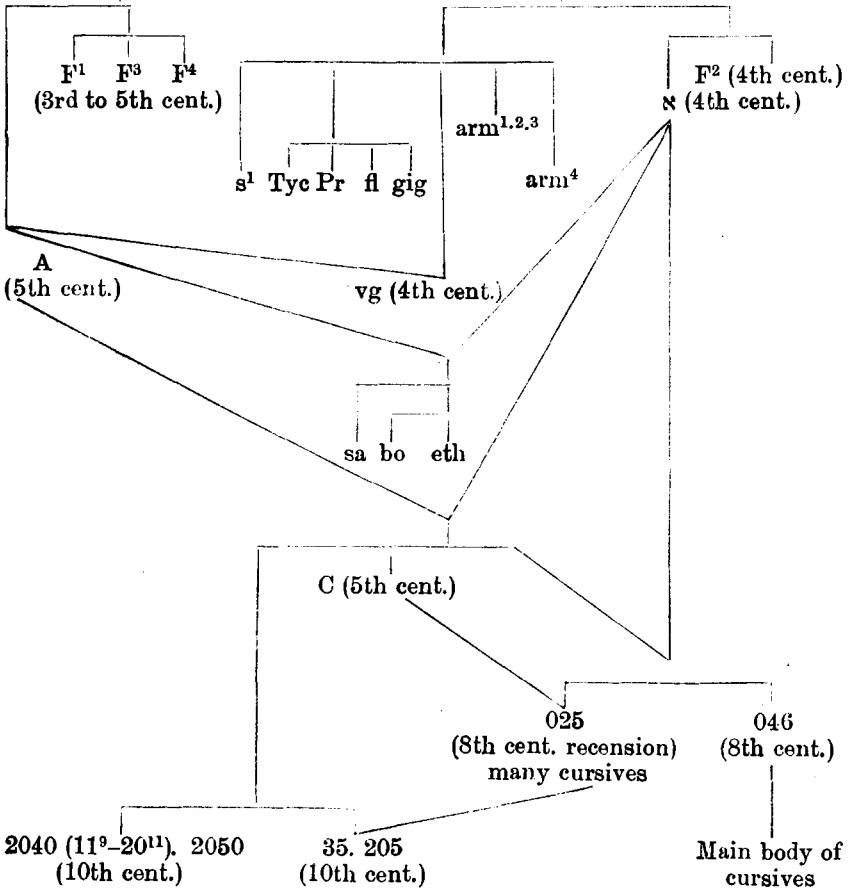 F¹ F³ F⁴
(3rd to 5th cent.)
F² (4th cent.)
א (4th cent.)
arm¹·²·³
s¹ Tyc Pr fl gig
arm⁴
A
(5th cent.)
vg (4th cent.)
sa bo eth
C (5th cent.)
025
(8th cent. recension)
many cursives
046
(8th cent.)
2040 (11⁹–20¹¹). 2050
(10th cent.)
35. 205
(10th cent.)
Main body of
cursives